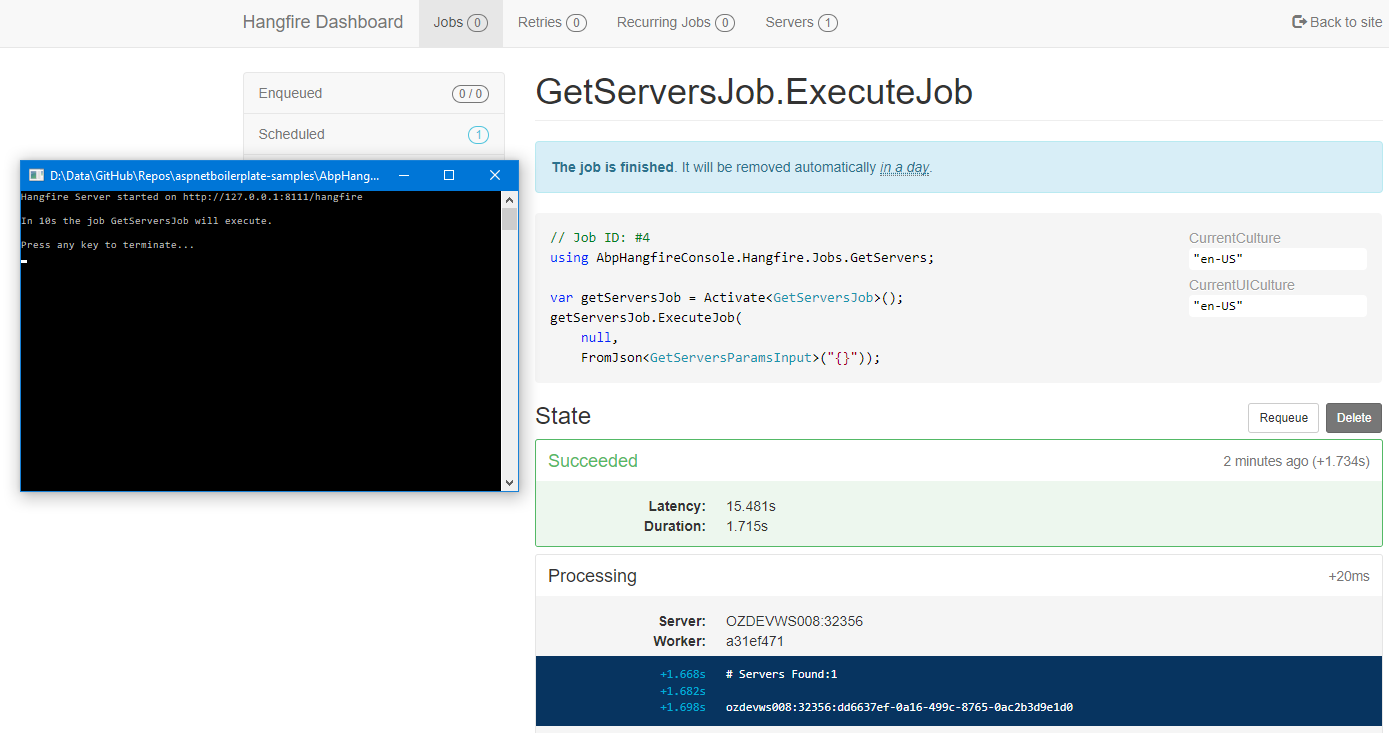 Hangfire Dashboard Jobs 0 Retries 0 Recurring Jobs 0 Servers 1 Back to site
Enqueued 0 / 0
Scheduled 1
D:\Data\GitHub\Repos\aspnetboilerplate-samples\AbpHang...
Hangfire Server started on http://127.0.0.1:8111/hangfire
In 10s the job GetServersJob will execute.
Press any key to terminate...
GetServersJob.ExecuteJob
The job is finished. It will be removed automatically in a day.
// Job ID: #4
using AbpHangfireConsole.Hangfire.Jobs.GetServers;
var getServersJob = Activate<GetServersJob>();
getServersJob.ExecuteJob(
null,
FromJson<GetServersParamsInput>("{}"));
CurrentCulture
"en-US"
CurrentUICulture
"en-US"
State Requeue Delete
Succeeded 2 minutes ago (+1.734s)
Latency: 15.481s
Duration: 1.715s
Processing +20ms
Server: OZDEVWS008:32356
Worker: a31ef471
+1.668s # Servers Found:1
+1.682s
+1.698s ozdevws008:32356:dd6637ef-0a16-499c-8765-0ac2b3d9e1d0